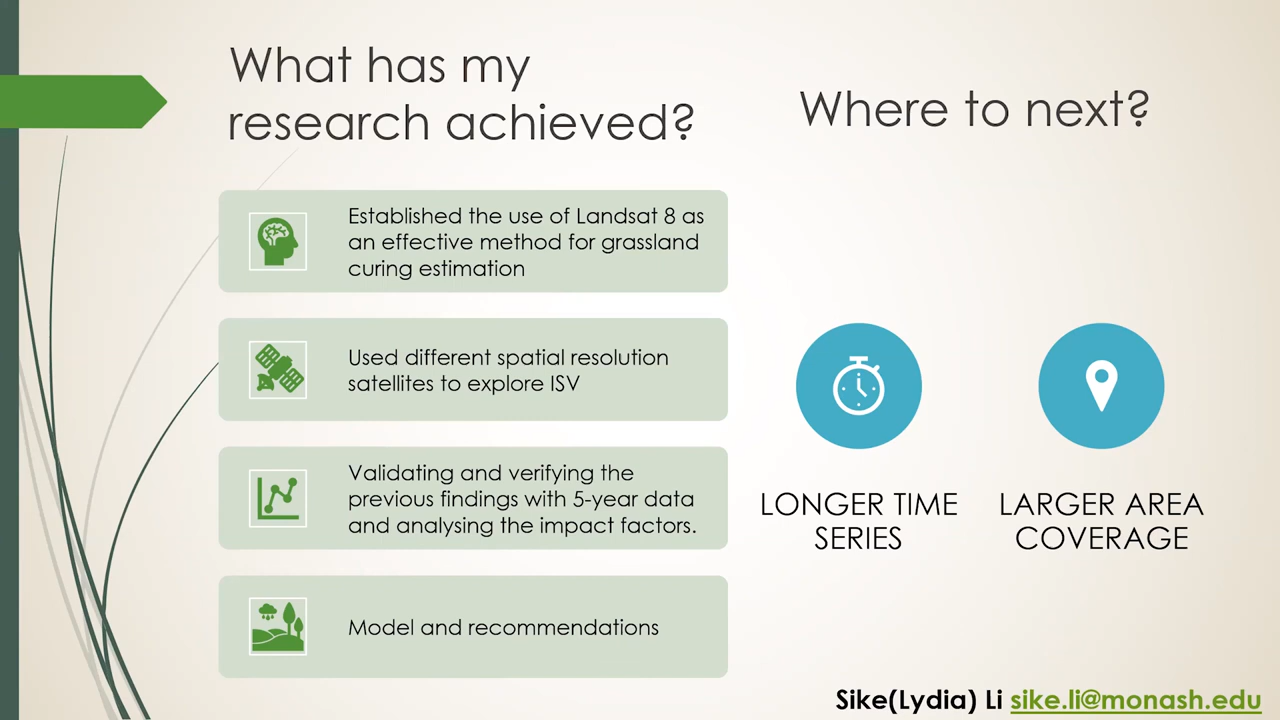 What has my
research achieved?
Established the use of Landsat 8 as
an effective method for grassland
curing estimation
Used different spatial resolution
satellites to explore ISV
Validating and verifying the
previous findings with 5-year data
and analysing the impact factors.
Model and recommendations
Where to next?
LONGER TIME
SERIES
LARGER AREA
COVERAGE
Sike(Lydia) Li sike.li@monash.edu